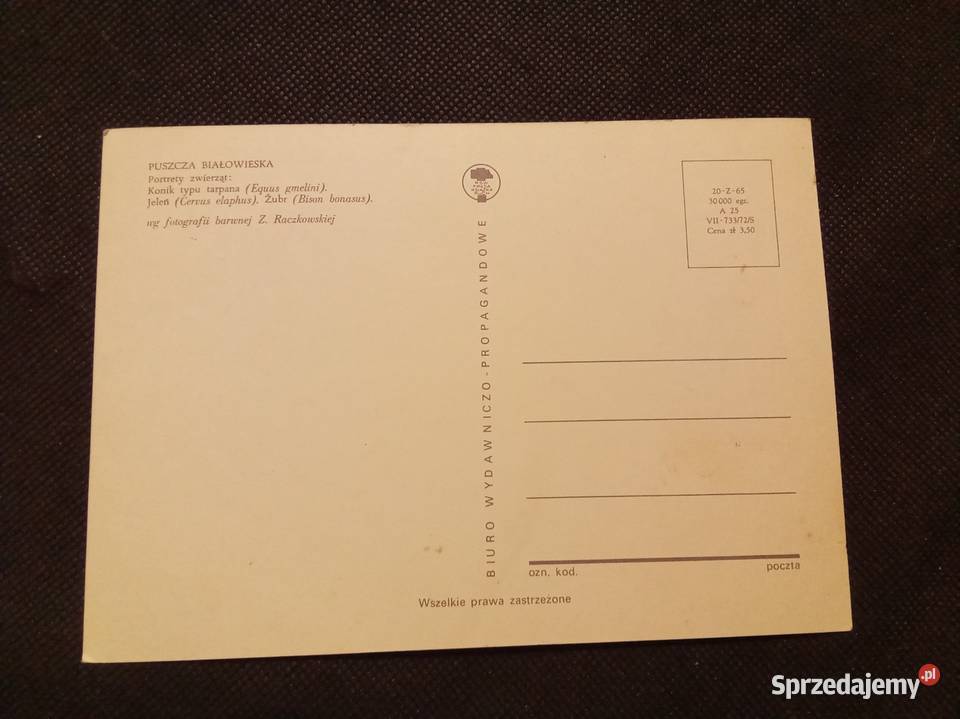 PUSZCZA BIAŁOWIESKA
Portrety zwierząt:
Konik typu tarpana (Equus gmelini).
Jeleń (Cervus elaphus). Żubr (Bison bonasus).
wg fotografii barwnej Z. Raczkowskiej
BIURO WYDAWNICZO-PROPAGANDOWE
20-Z-65
30000 egz.
A 25
VII-733/72/S
Cena zł 3,50
ozn. kod.
poczta
Wszelkie prawa zastrzeżone
Sprzedajemy.pl